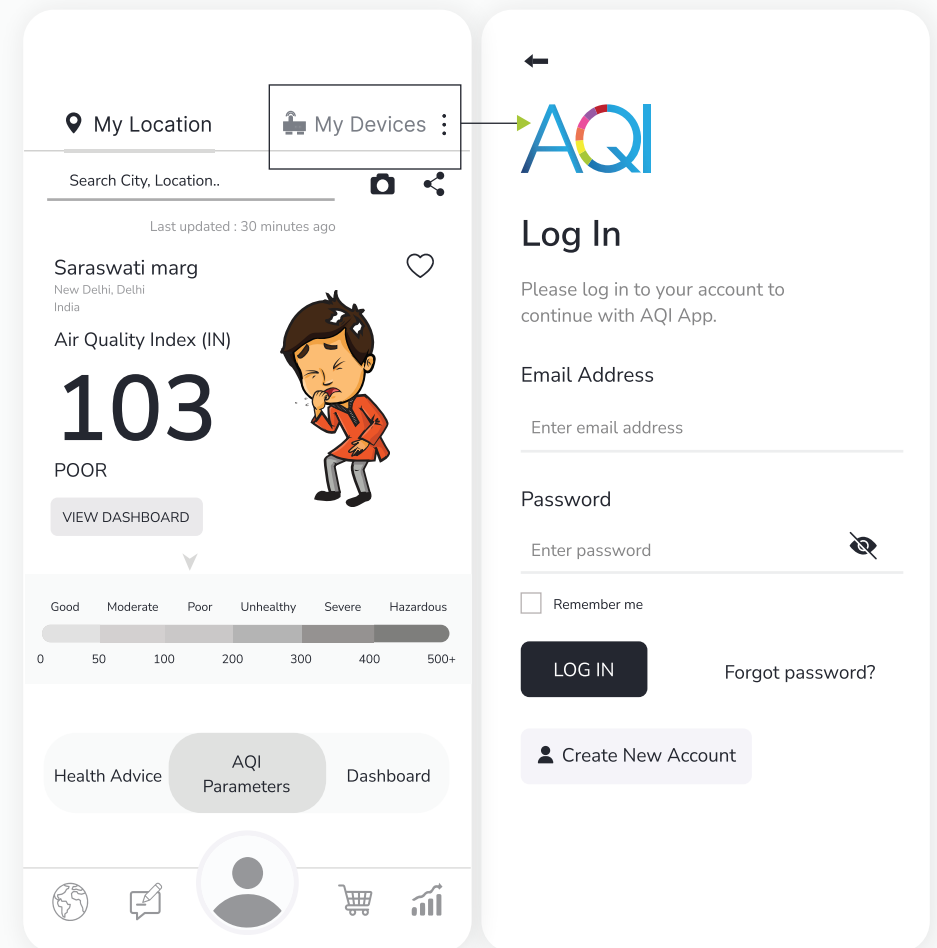 My Location
My Devices
Search City, Location..
Last updated : 30 minutes ago
Saraswati marg
New Delhi, Delhi
India
Air Quality Index (IN)
103
POOR
VIEW DASHBOARD
Good Moderate Poor Unhealthy Severe Hazardous
0 50 100 200 300 400 500+
Health Advice
AQI
Parameters
Dashboard
AQI
Log In
Please log in to your account to
continue with AQI App.
Email Address
Enter email address
Password
Enter password
Remember me
LOG IN
Forgot password?
Create New Account